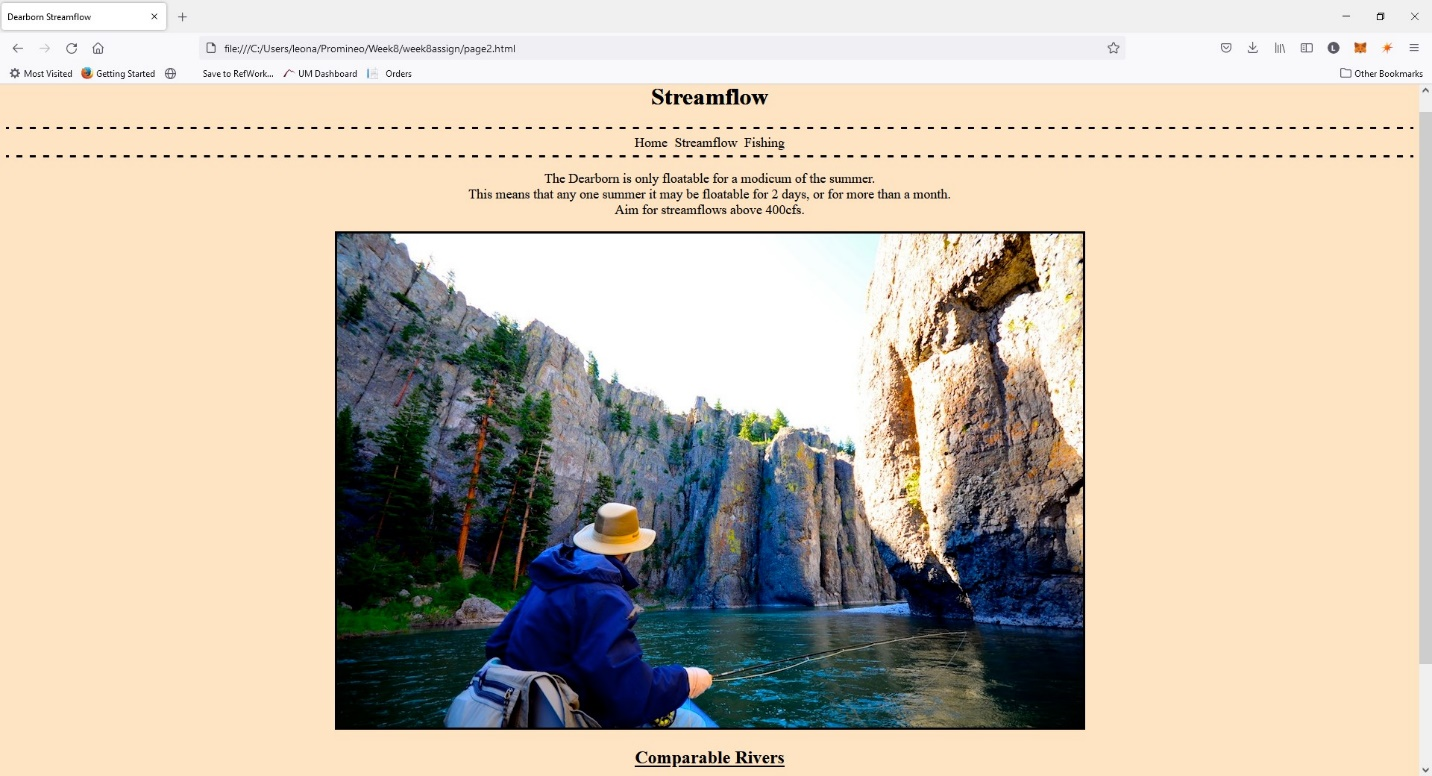 Dearborn Streamflow
file:///C:/Users/leona/Promineo/Week8/week8assign/page2.html
Most Visited Getting Started Save to RefWork... UM Dashboard Orders Other Bookmarks
Streamflow
Home Streamflow Fishing
The Dearborn is only floatable for a modicum of the summer.
This means that any one summer it may be floatable for 2 days, or for more than a month.
Aim for streamflows above 400cfs.
Comparable Rivers